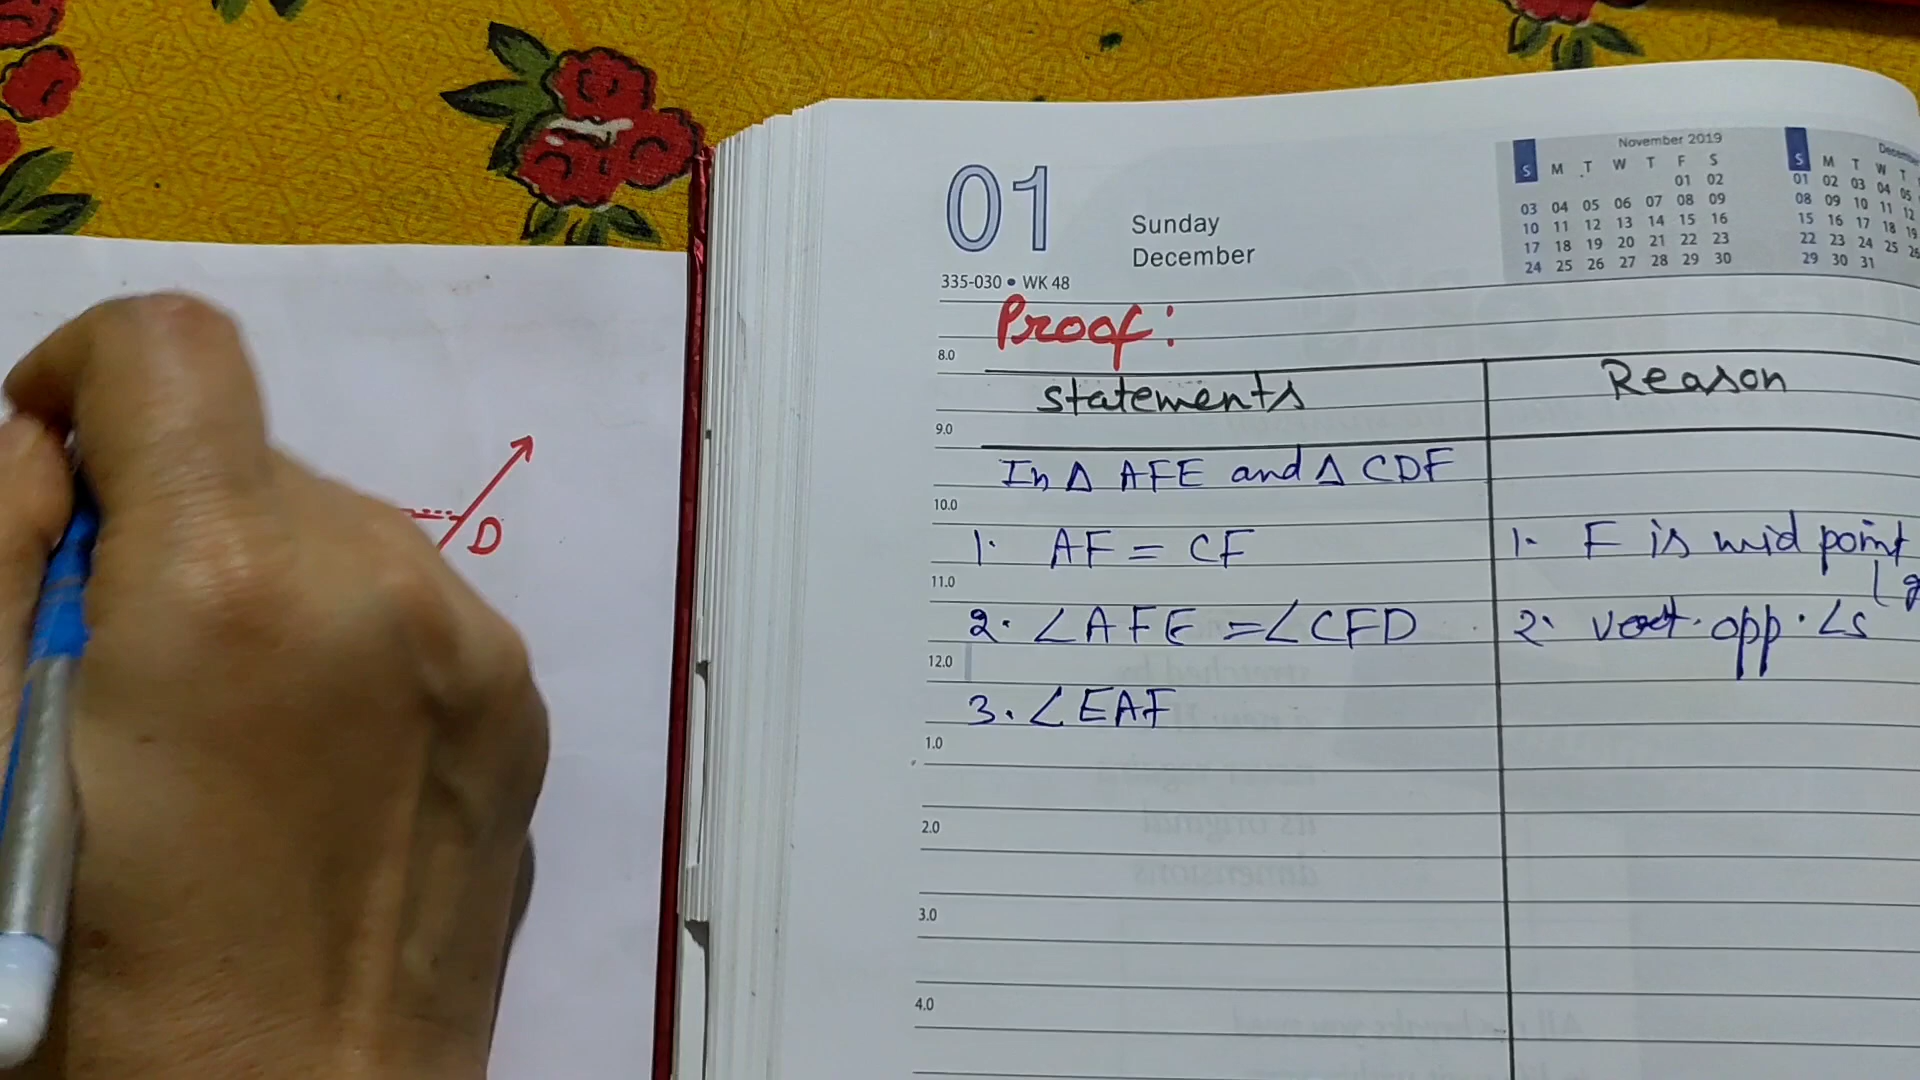 01
Sunday
December
335-030 • WK 48
November 2019
S M T W T F S
01 02
03 04 05 06 07 08 09
10 11 12 13 14 15 16
17 18 19 20 21 22 23
24 25 26 27 28 29 30
S M T W T
01 02 03 04 05
08 09 10 11 12
15 16 17 18 19
22 23 24 25 26
29 30 31
Proof:
8.0
statements Reason
9.0
In Δ AFE and Δ CDF
10.0
1. AF = CF 1. F is mid point
11.0
2. ∠AFE = ∠CFD 2. vert. opp. ∠s
12.0
3. ∠EAF
1.0
2.0
3.0
4.0
D